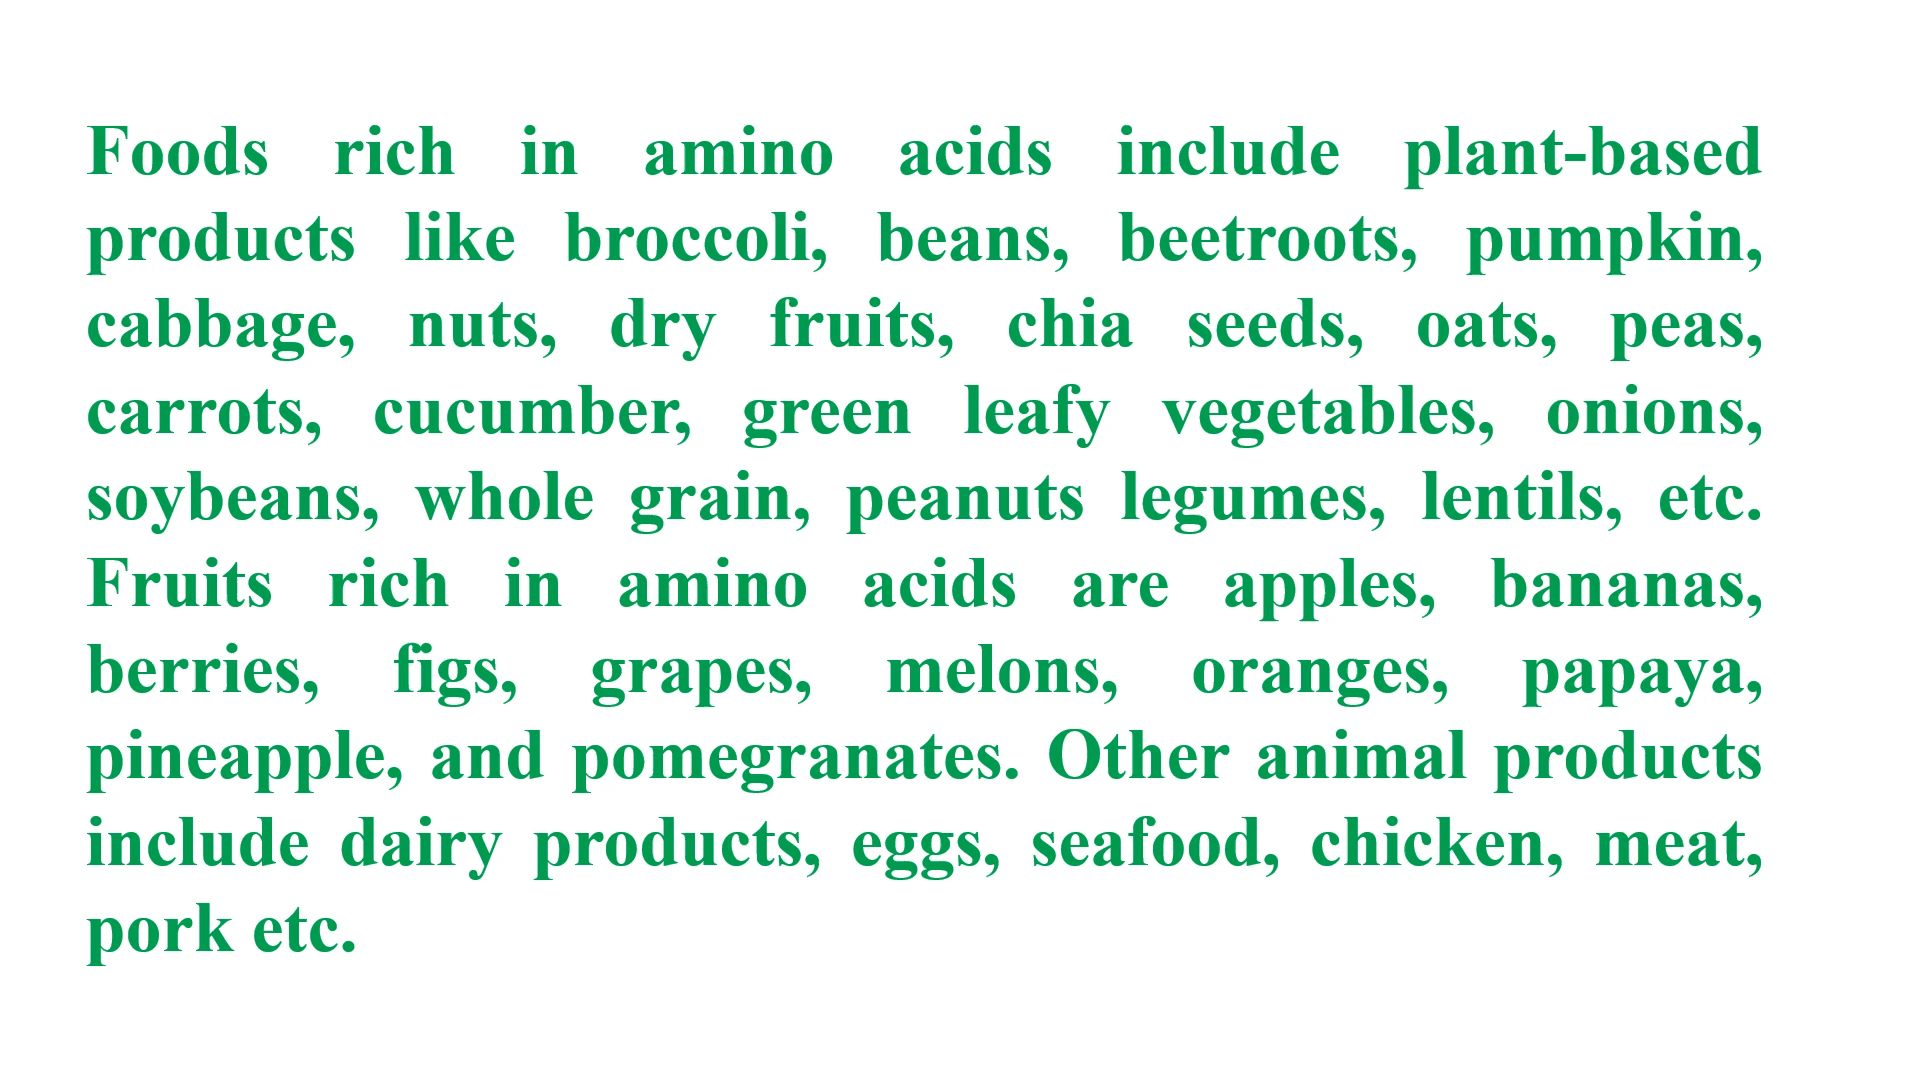 Foods rich in amino acids include plant-based
products like broccoli, beans, beetroots, pumpkin,
cabbage, nuts, dry fruits, chia seeds, oats, peas,
carrots, cucumber, green leafy vegetables, onions,
soybeans, whole grain, peanuts legumes, lentils, etc.
Fruits rich in amino acids are apples, bananas,
berries, figs, grapes, melons, oranges, papaya,
pineapple, and pomegranates. Other animal products
include dairy products, eggs, seafood, chicken, meat,
pork etc.